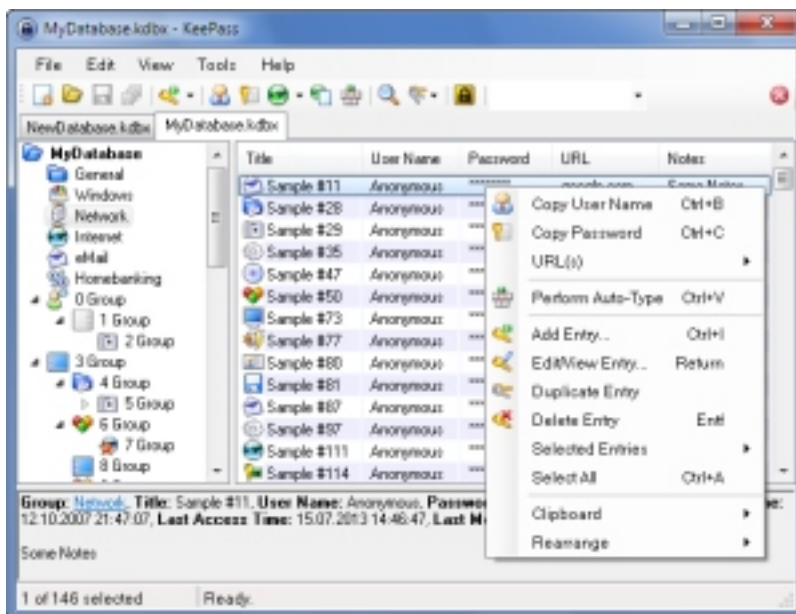 MyDatabase.kdbx - KeePass
File Edit View Tools Help
NewDatabase.kdbx MyDatabase.kdbx
MyDatabase
General
Windows
Network
Internet
eMail
Homebanking
0 Group
1 Group
2 Group
3 Group
4 Group
5 Group
6 Group
7 Group
8 Group
Title User Name Password URL Notes
Sample #11 Anonymous ******** google.com Some Notes
Sample #28 Anonymous
Sample #29 Anonymous
Sample #35 Anonymous
Sample #47 Anonymous
Sample #50 Anonymous
Sample #73 Anonymous
Sample #77 Anonymous
Sample #80 Anonymous
Sample #81 Anonymous
Sample #87 Anonymous
Sample #97 Anonymous
Sample #111 Anonymous
Sample #114 Anonymous
Copy User Name Ctrl+B
Copy Password Ctrl+C
URL(s)
Perform Auto-Type Ctrl+V
Add Entry... Ctrl+I
Edit/View Entry... Return
Duplicate Entry
Delete Entry Entf
Selected Entries
Select All Ctrl+A
Clipboard
Rearrange
Group: Network, Title: Sample #11, User Name: Anonymous,
12.10.2007 21:47:07, Last Access Time: 15.07.2013 14:46:47, Last
Some Notes
1 of 146 selected Ready.